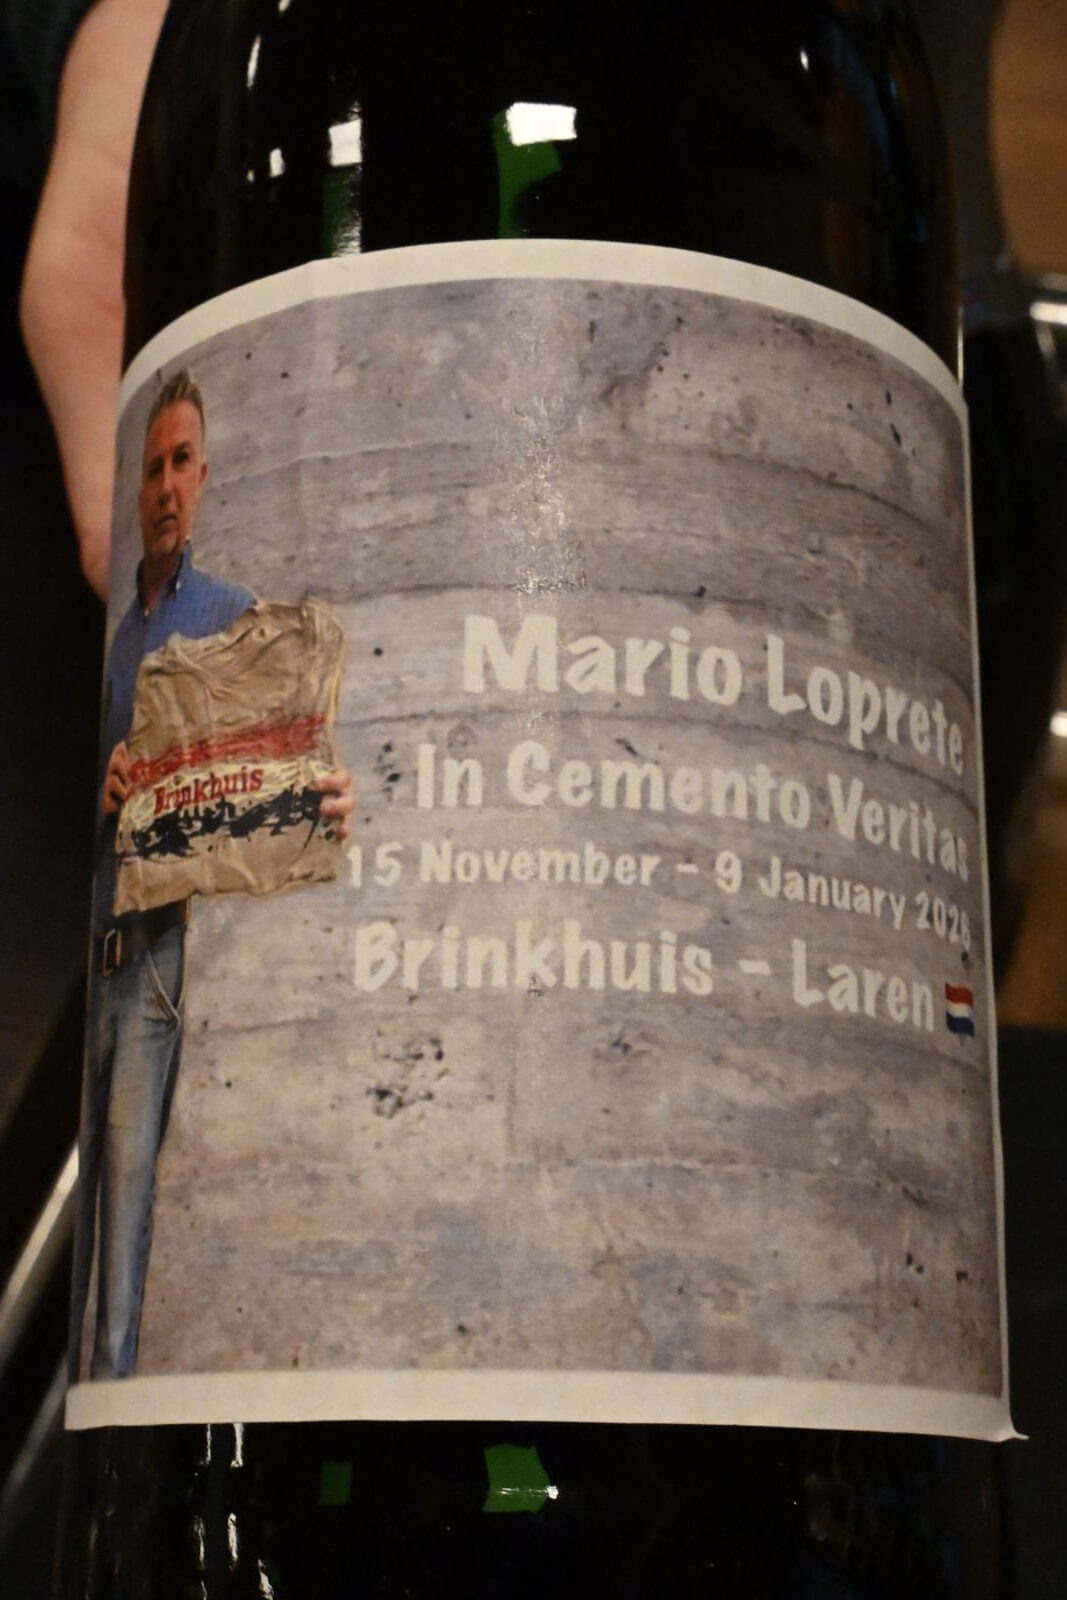 Brinkhuis
Mario Loprete
In Cemento Veritas
15 November - 9 January 2026
Brinkhuis - Laren